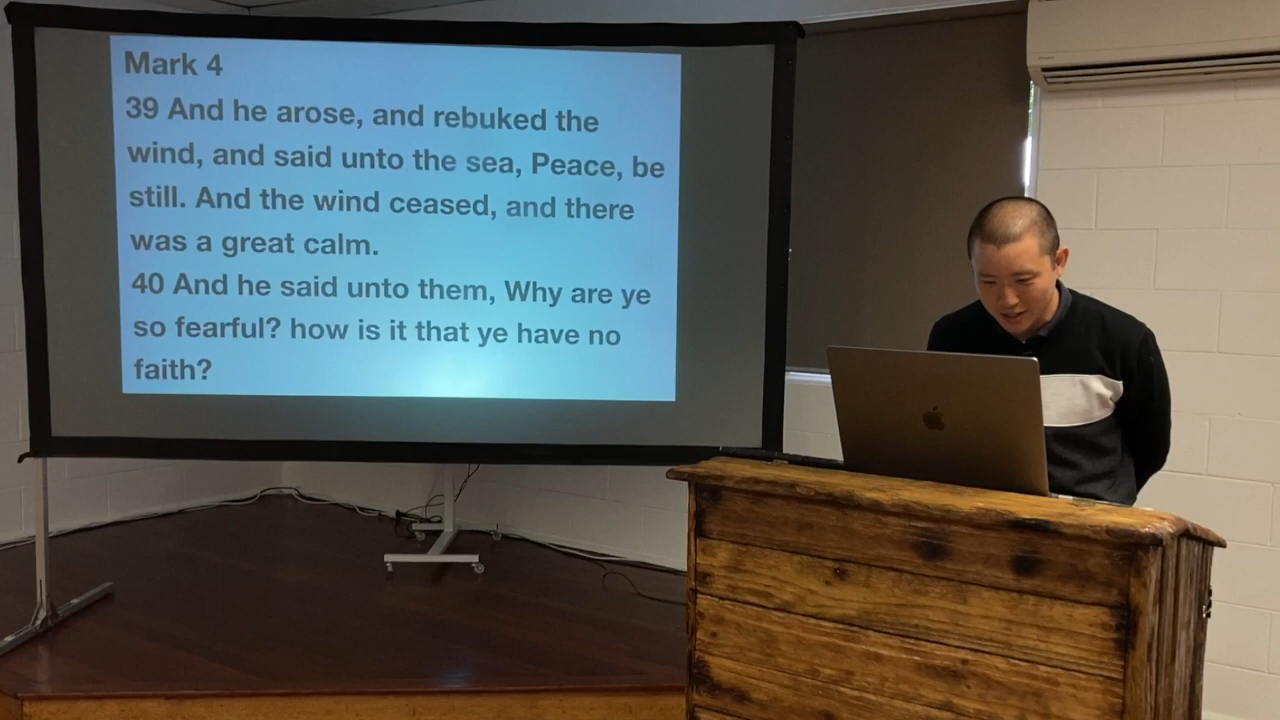 Mark 4
39 And he arose, and rebuked the
wind, and said unto the sea, Peace, be
still. And the wind ceased, and there
was a great calm.
40 And he said unto them, Why are ye
so fearful? how is it that ye have no
faith?